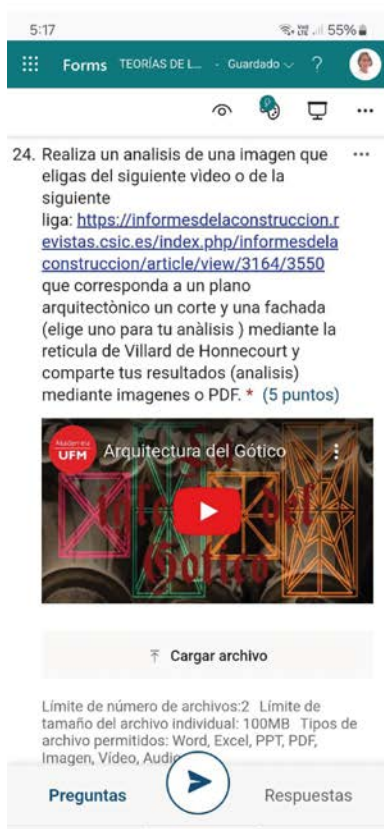 5:17
55%
Forms TEORÍAS DE L... - Guardado ?
24. Realiza un analisis de una imagen que
eligas del siguiente vìdeo o de la
siguiente
liga: https://informesdelaconstruccion.r
evistas.csic.es/index.php/informesdela
construccion/article/view/3164/3550
que corresponda a un plano
arquitectònico un corte y una fachada
(elige uno para tu anàlisis ) mediante la
reticula de Villard de Honnecourt y
comparte tus resultados (analisis)
mediante imagenes o PDF. * (5 puntos)
UFM
Arquitectura del Gótico
del
Gótico
Cargar archivo
Límite de número de archivos:2 Límite de
tamaño del archivo individual: 100MB Tipos de
archivo permitidos: Word, Excel, PPT, PDF,
Imagen, Vídeo, Audio
Preguntas
Respuestas